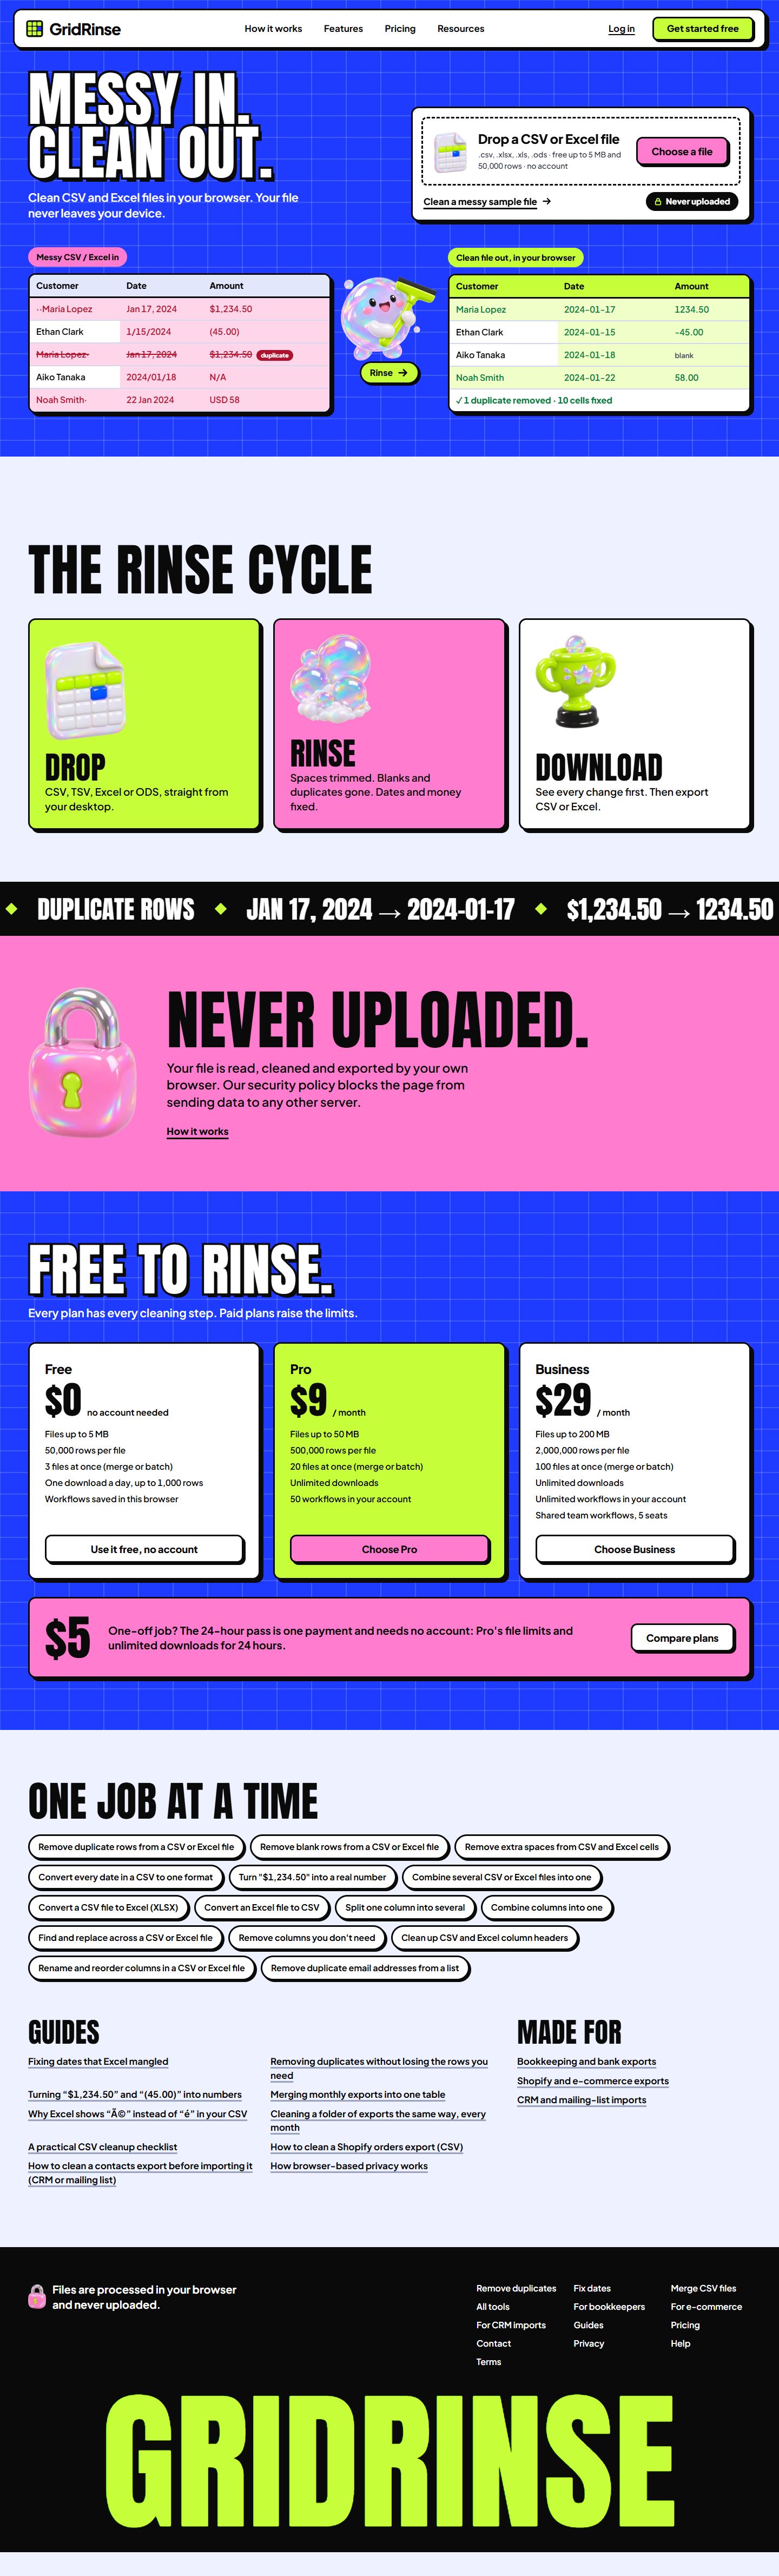 GridRinse
How it works Features Pricing Resources
Log in
Get started free
MESSY IN.
CLEAN OUT.
Clean CSV and Excel files in your browser. Your file
never leaves your device.
Drop a CSV or Excel file
.csv, .xlsx, .xls, .ods · free up to 5 MB and
50,000 rows · no account
Choose a file
Clean a messy sample file →
Never uploaded
Messy CSV / Excel in
Customer Date Amount
··Maria Lopez Jan 17, 2024 $1,234.50
Ethan Clark 1/15/2024 (45.00)
Maria Lopez· Jan 17, 2024 $1,234.50 duplicate
Aiko Tanaka 2024/01/18 N/A
Noah Smith· 22 Jan 2024 USD 58
Rinse →
Clean file out, in your browser
Customer Date Amount
Maria Lopez 2024-01-17 1234.50
Ethan Clark 2024-01-15 -45.00
Aiko Tanaka 2024-01-18 blank
Noah Smith 2024-01-22 58.00
✓ 1 duplicate removed · 10 cells fixed
THE RINSE CYCLE
DROP
CSV, TSV, Excel or ODS, straight from
your desktop.
RINSE
Spaces trimmed. Blanks and
duplicates gone. Dates and money
fixed.
DOWNLOAD
See every change first. Then export
CSV or Excel.
DUPLICATE ROWS ◆ JAN 17, 2024 → 2024-01-17 ◆ $1,234.50 → 1234.50
NEVER UPLOADED.
Your file is read, cleaned and exported by your own
browser. Our security policy blocks the page from
sending data to any other server.
How it works
FREE TO RINSE.
Every plan has every cleaning step. Paid plans raise the limits.
Free
$0 no account needed
Files up to 5 MB
50,000 rows per file
3 files at once (merge or batch)
One download a day, up to 1,000 rows
Workflows saved in this browser
Use it free, no account
Pro
$9 / month
Files up to 50 MB
500,000 rows per file
20 files at once (merge or batch)
Unlimited downloads
50 workflows in your account
Choose Pro
Business
$29 / month
Files up to 200 MB
2,000,000 rows per file
100 files at once (merge or batch)
Unlimited downloads
Unlimited workflows in your account
Shared team workflows, 5 seats
Choose Business
$5
One-off job? The 24-hour pass is one payment and needs no account: Pro's file limits and
unlimited downloads for 24 hours.
Compare plans
ONE JOB AT A TIME
Remove duplicate rows from a CSV or Excel file
Remove blank rows from a CSV or Excel file
Remove extra spaces from CSV and Excel cells
Convert every date in a CSV to one format
Turn "$1,234.50" into a real number
Combine several CSV or Excel files into one
Convert a CSV file to Excel (XLSX)
Convert an Excel file to CSV
Split one column into several
Combine columns into one
Find and replace across a CSV or Excel file
Remove columns you don't need
Clean up CSV and Excel column headers
Rename and reorder columns in a CSV or Excel file
Remove duplicate email addresses from a list
GUIDES
Fixing dates that Excel mangled
Removing duplicates without losing the rows you
need
Turning “$1,234.50” and “(45.00)” into numbers
Merging monthly exports into one table
Why Excel shows “Ã©” instead of “é” in your CSV
Cleaning a folder of exports the same way, every
month
A practical CSV cleanup checklist
How to clean a Shopify orders export (CSV)
How to clean a contacts export before importing it
(CRM or mailing list)
How browser-based privacy works
MADE FOR
Bookkeeping and bank exports
Shopify and e-commerce exports
CRM and mailing-list imports
Files are processed in your browser
and never uploaded.
Remove duplicates Fix dates Merge CSV files
All tools For bookkeepers For e-commerce
For CRM imports Guides Pricing
Contact Privacy Help
Terms
GRIDRINSE